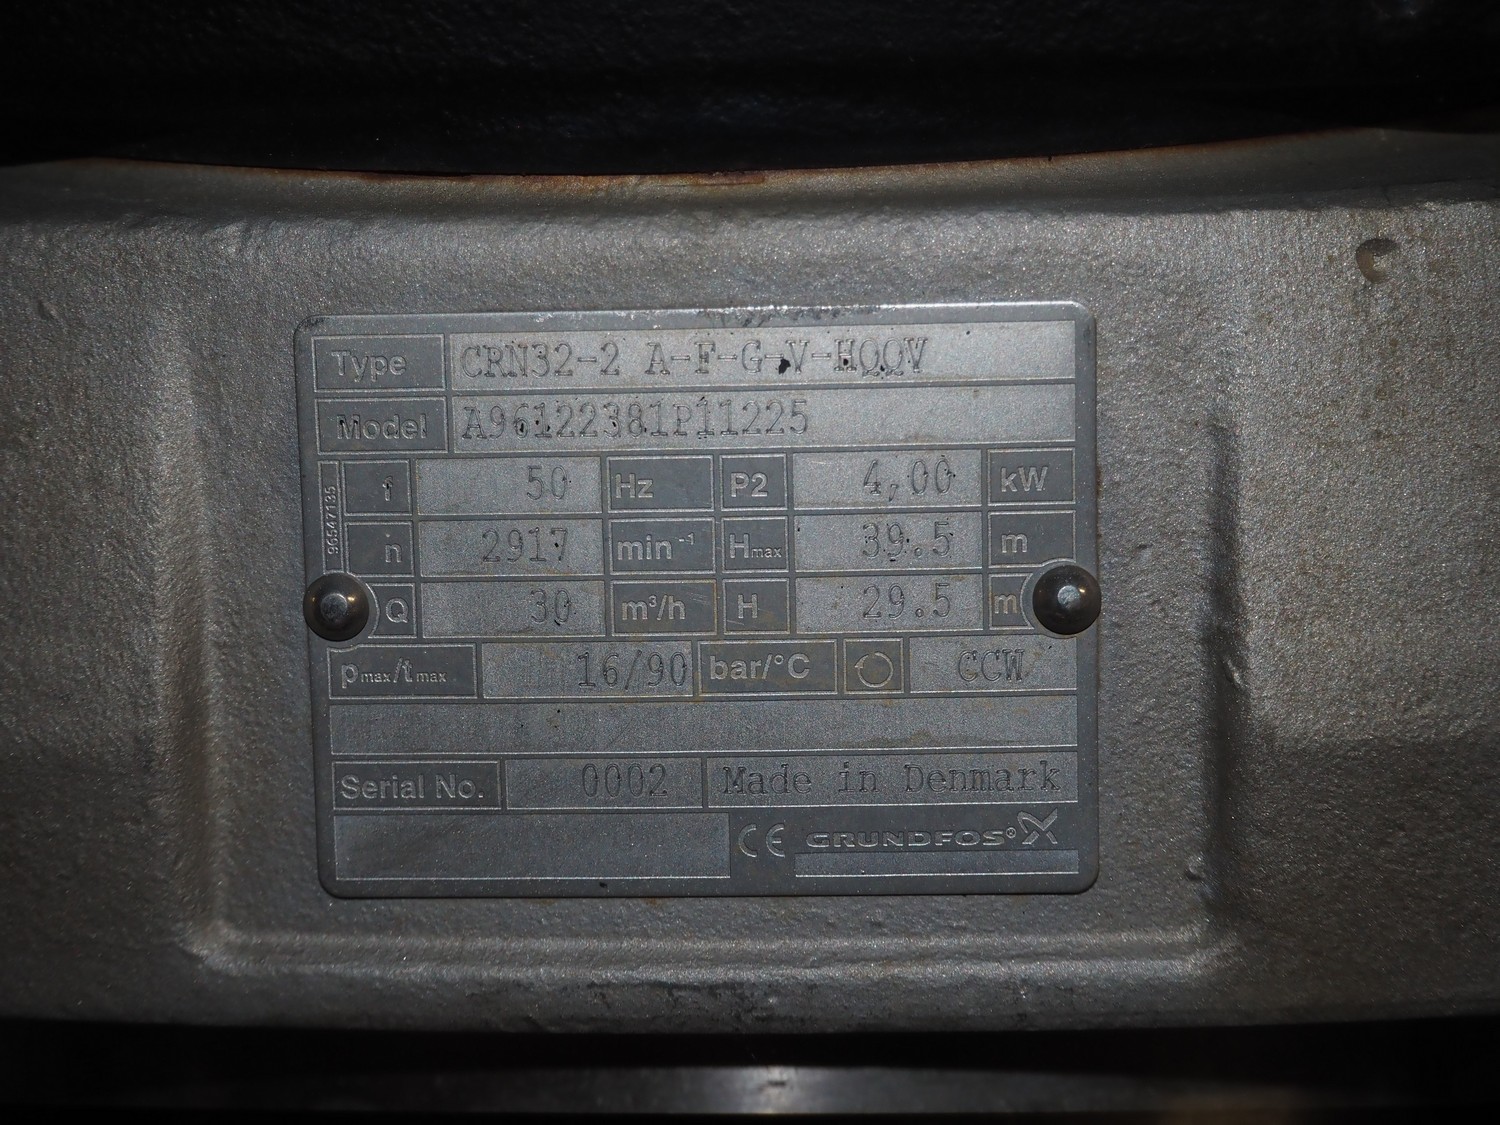 Type CRN32-2 A-F-G-V-HQQV
Model A96122381P11225
96547135
f 50 Hz P2 4,00 kW
n 2917 min⁻¹ Hmax 39.5 m
Q 30 m³/h H 29.5 m
pmax/tmax 16/90 bar/°C CCW
Serial No. 0002 Made in Denmark
CE GRUNDFOS®